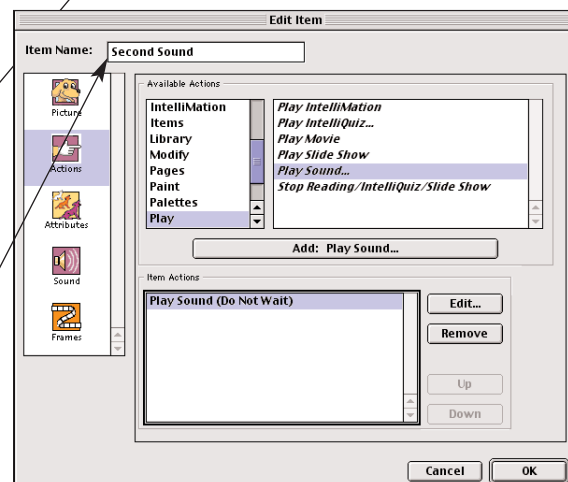 Edit Item
Item Name: Second Sound
Picture
Actions
Attributes
Sound
Frames
Available Actions
IntelliMation
Items
Library
Modify
Pages
Paint
Palettes
Play
Play IntelliMation
Play IntelliQuiz...
Play Movie
Play Slide Show
Play Sound...
Stop Reading/IntelliQuiz/Slide Show
Add: Play Sound...
Item Actions
Play Sound (Do Not Wait)
Edit...
Remove
Up
Down
Cancel
OK